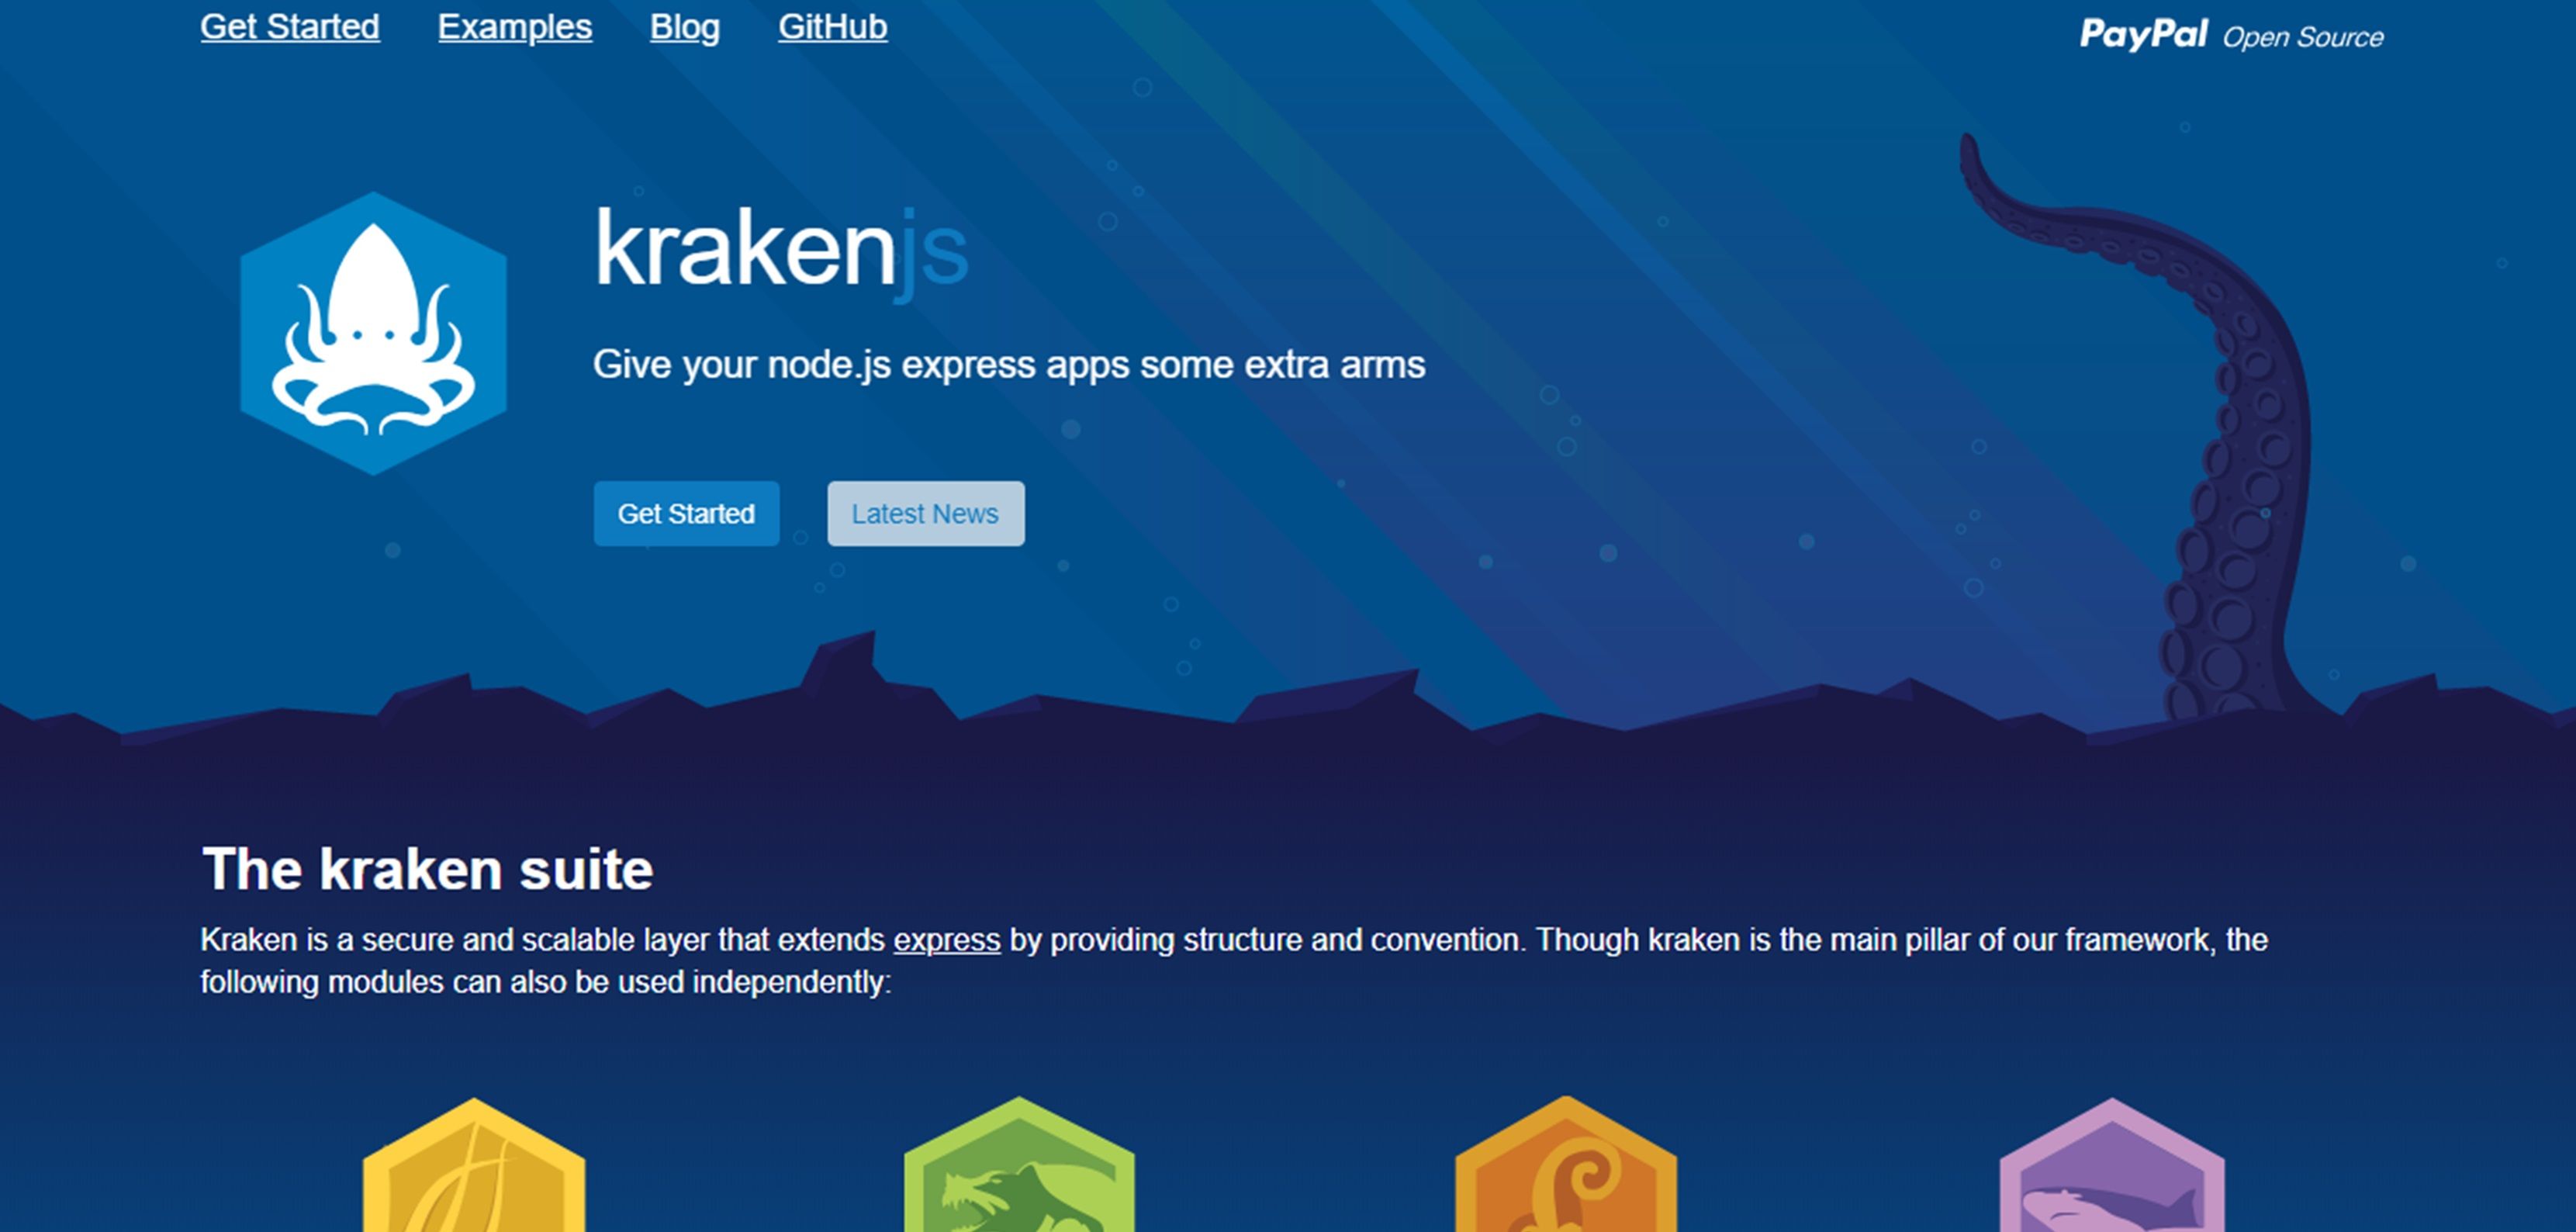 Get Started Examples Blog GitHub PayPal Open Source
krakenjs
Give your node.js express apps some extra arms
Get Started Latest News
The kraken suite
Kraken is a secure and scalable layer that extends express by providing structure and convention. Though kraken is the main pillar of our framework, the
following modules can also be used independently: